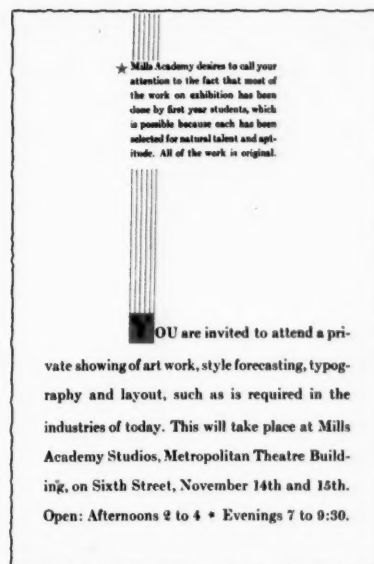 ★ Mills Academy desires to call your
attention to the fact that most of
the work on exhibition has been
done by first year students, which
is possible because each has been
selected for natural talent and apt-
itude. All of the work is original.
YOU are invited to attend a pri-
vate showing of art work, style forecasting, typog-
raphy and layout, such as is required in the
industries of today. This will take place at Mills
Academy Studios, Metropolitan Theatre Build-
ing, on Sixth Street, November 14th and 15th.
Open: Afternoons 2 to 4 * Evenings 7 to 9:30.